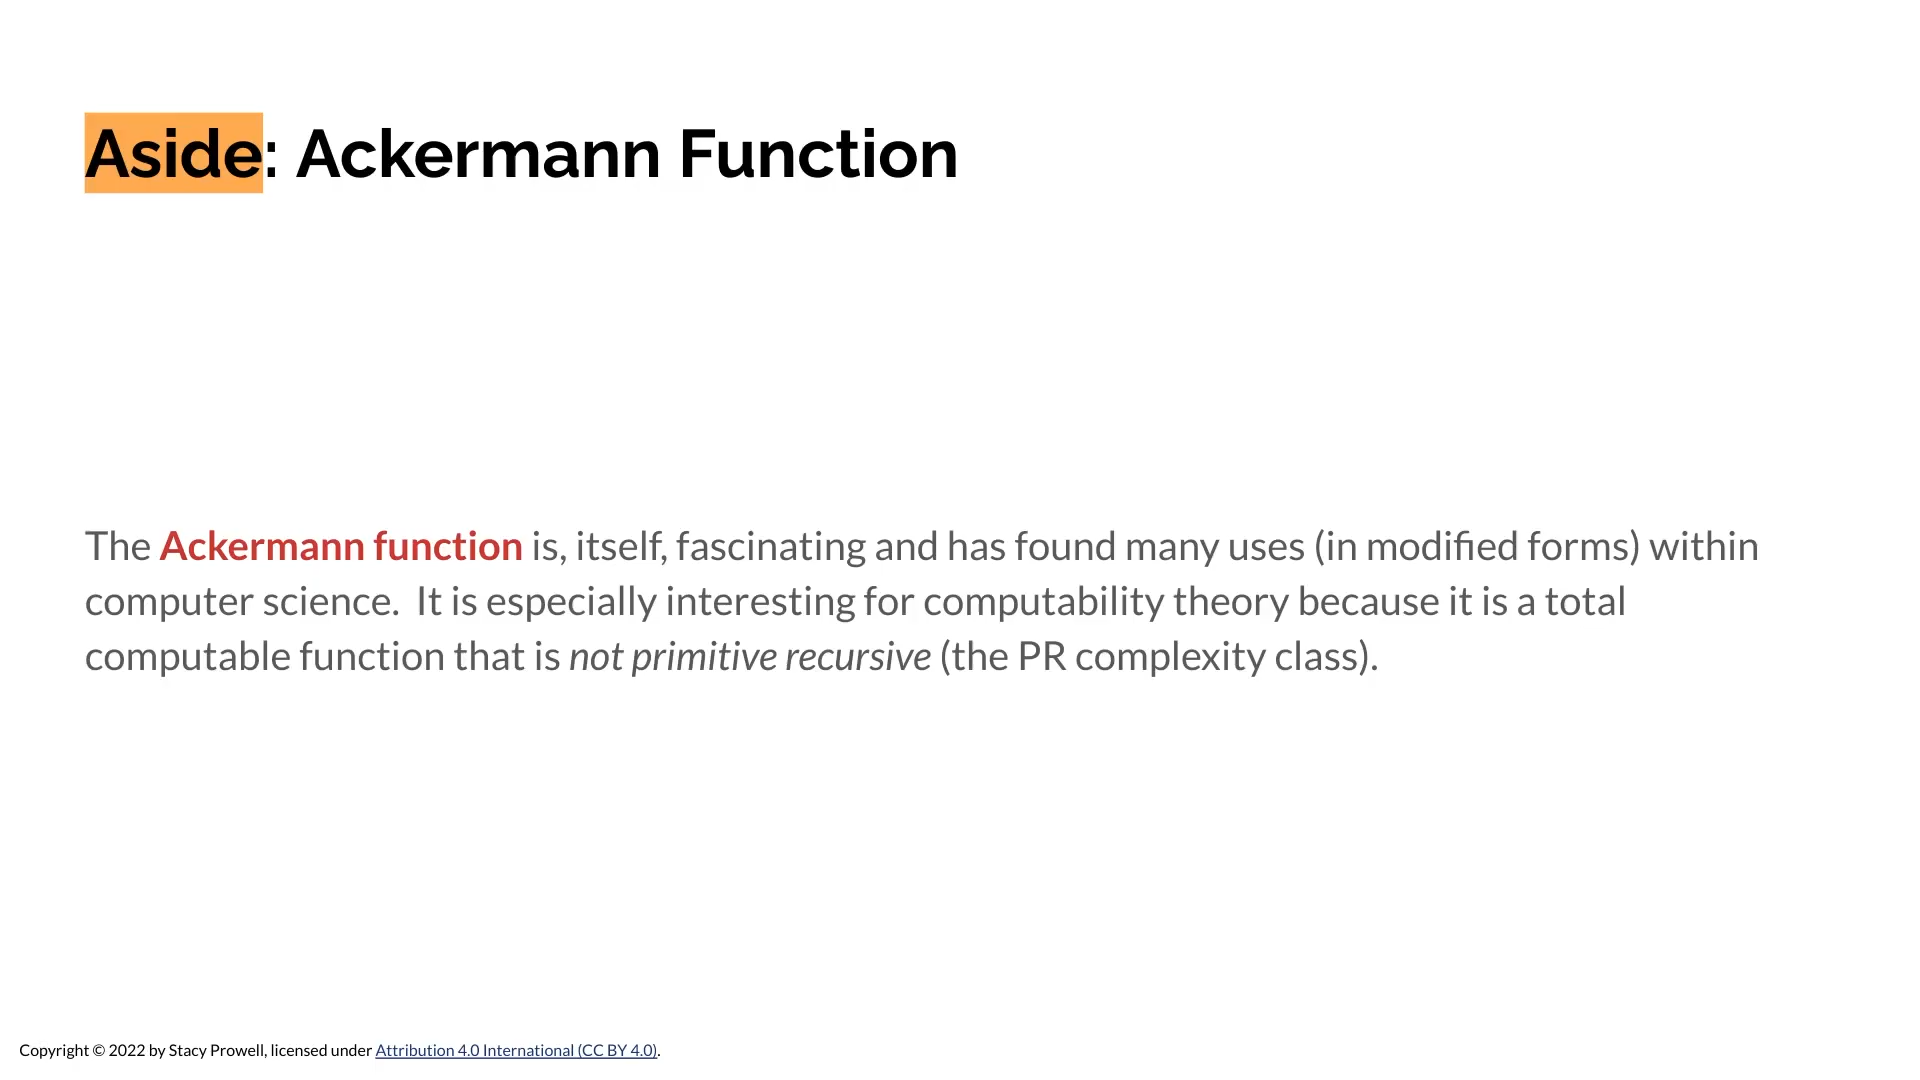 Aside: Ackermann Function
The Ackermann function is, itself, fascinating and has found many uses (in modified forms) within
computer science.  It is especially interesting for computability theory because it is a total
computable function that is not primitive recursive (the PR complexity class).
Copyright © 2022 by Stacy Prowell, licensed under Attribution 4.0 International (CC BY 4.0).